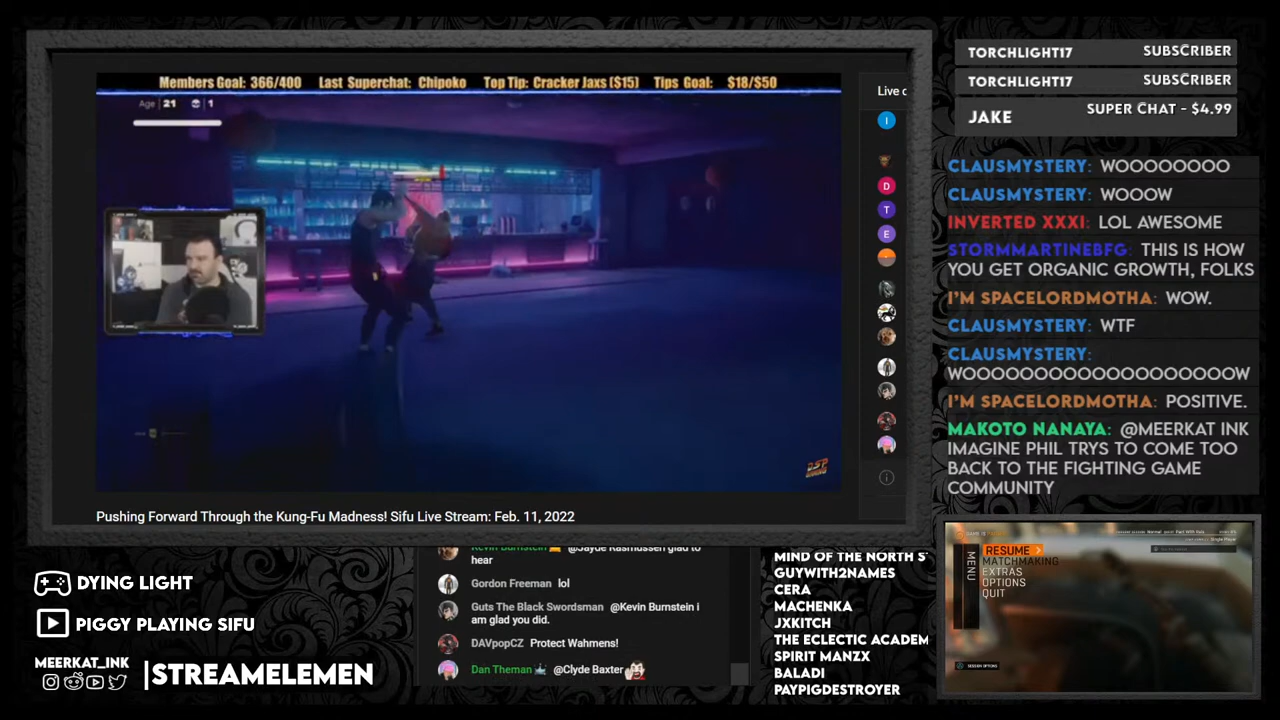 Members Goal: 366/400 Last Superchat: Chipoko Top Tip: Cracker Jaxs ($15) Tips Goal: $18/$50
Age 21 1
Live c
I
D
T
E
DSP
Pushing Forward Through the Kung-Fu Madness! Sifu Live Stream: Feb. 11, 2022
TORCHLIGHT17 SUBSCRIBER
TORCHLIGHT17 SUBSCRIBER
JAKE SUPER CHAT - $4.99
CLAUSMYSTERY: WOOOOOOOO
CLAUSMYSTERY: WOOOW
INVERTED XXXI: LOL AWESOME
STORMMARTINEBFG: THIS IS HOW
YOU GET ORGANIC GROWTH, FOLKS
I'M SPACELORDMOTHA: WOW.
CLAUSMYSTERY: WTF
CLAUSMYSTERY:
WOOOOOOOOOOOOOOOOOOW
I'M SPACELORDMOTHA: POSITIVE.
MAKOTO NANAYA: @MEERKAT INK
IMAGINE PHIL TRYS TO COME TOO
BACK TO THE FIGHTING GAME
COMMUNITY
DYING LIGHT
PIGGY PLAYING SIFU
MEERKAT_INK
|STREAMELEMEN
Kevin Burnstein @Jayde Rasmussen glad to
hear
Gordon Freeman lol
Guts The Black Swordsman @Kevin Burnstein i
am glad you did.
DAVpopCZ Protect Wahmens!
Dan Theman @Clyde Baxter
MIND OF THE NORTH S
GUYWITH2NAMES
CERA
MACHENKA
JXKITCH
THE ECLECTIC ACADEM
SPIRIT MANZX
BALADI
PAYPIGDESTROYER
MENU
RESUME
MATCHMAKING
EXTRAS
OPTIONS
QUIT
SESSION OPTIONS